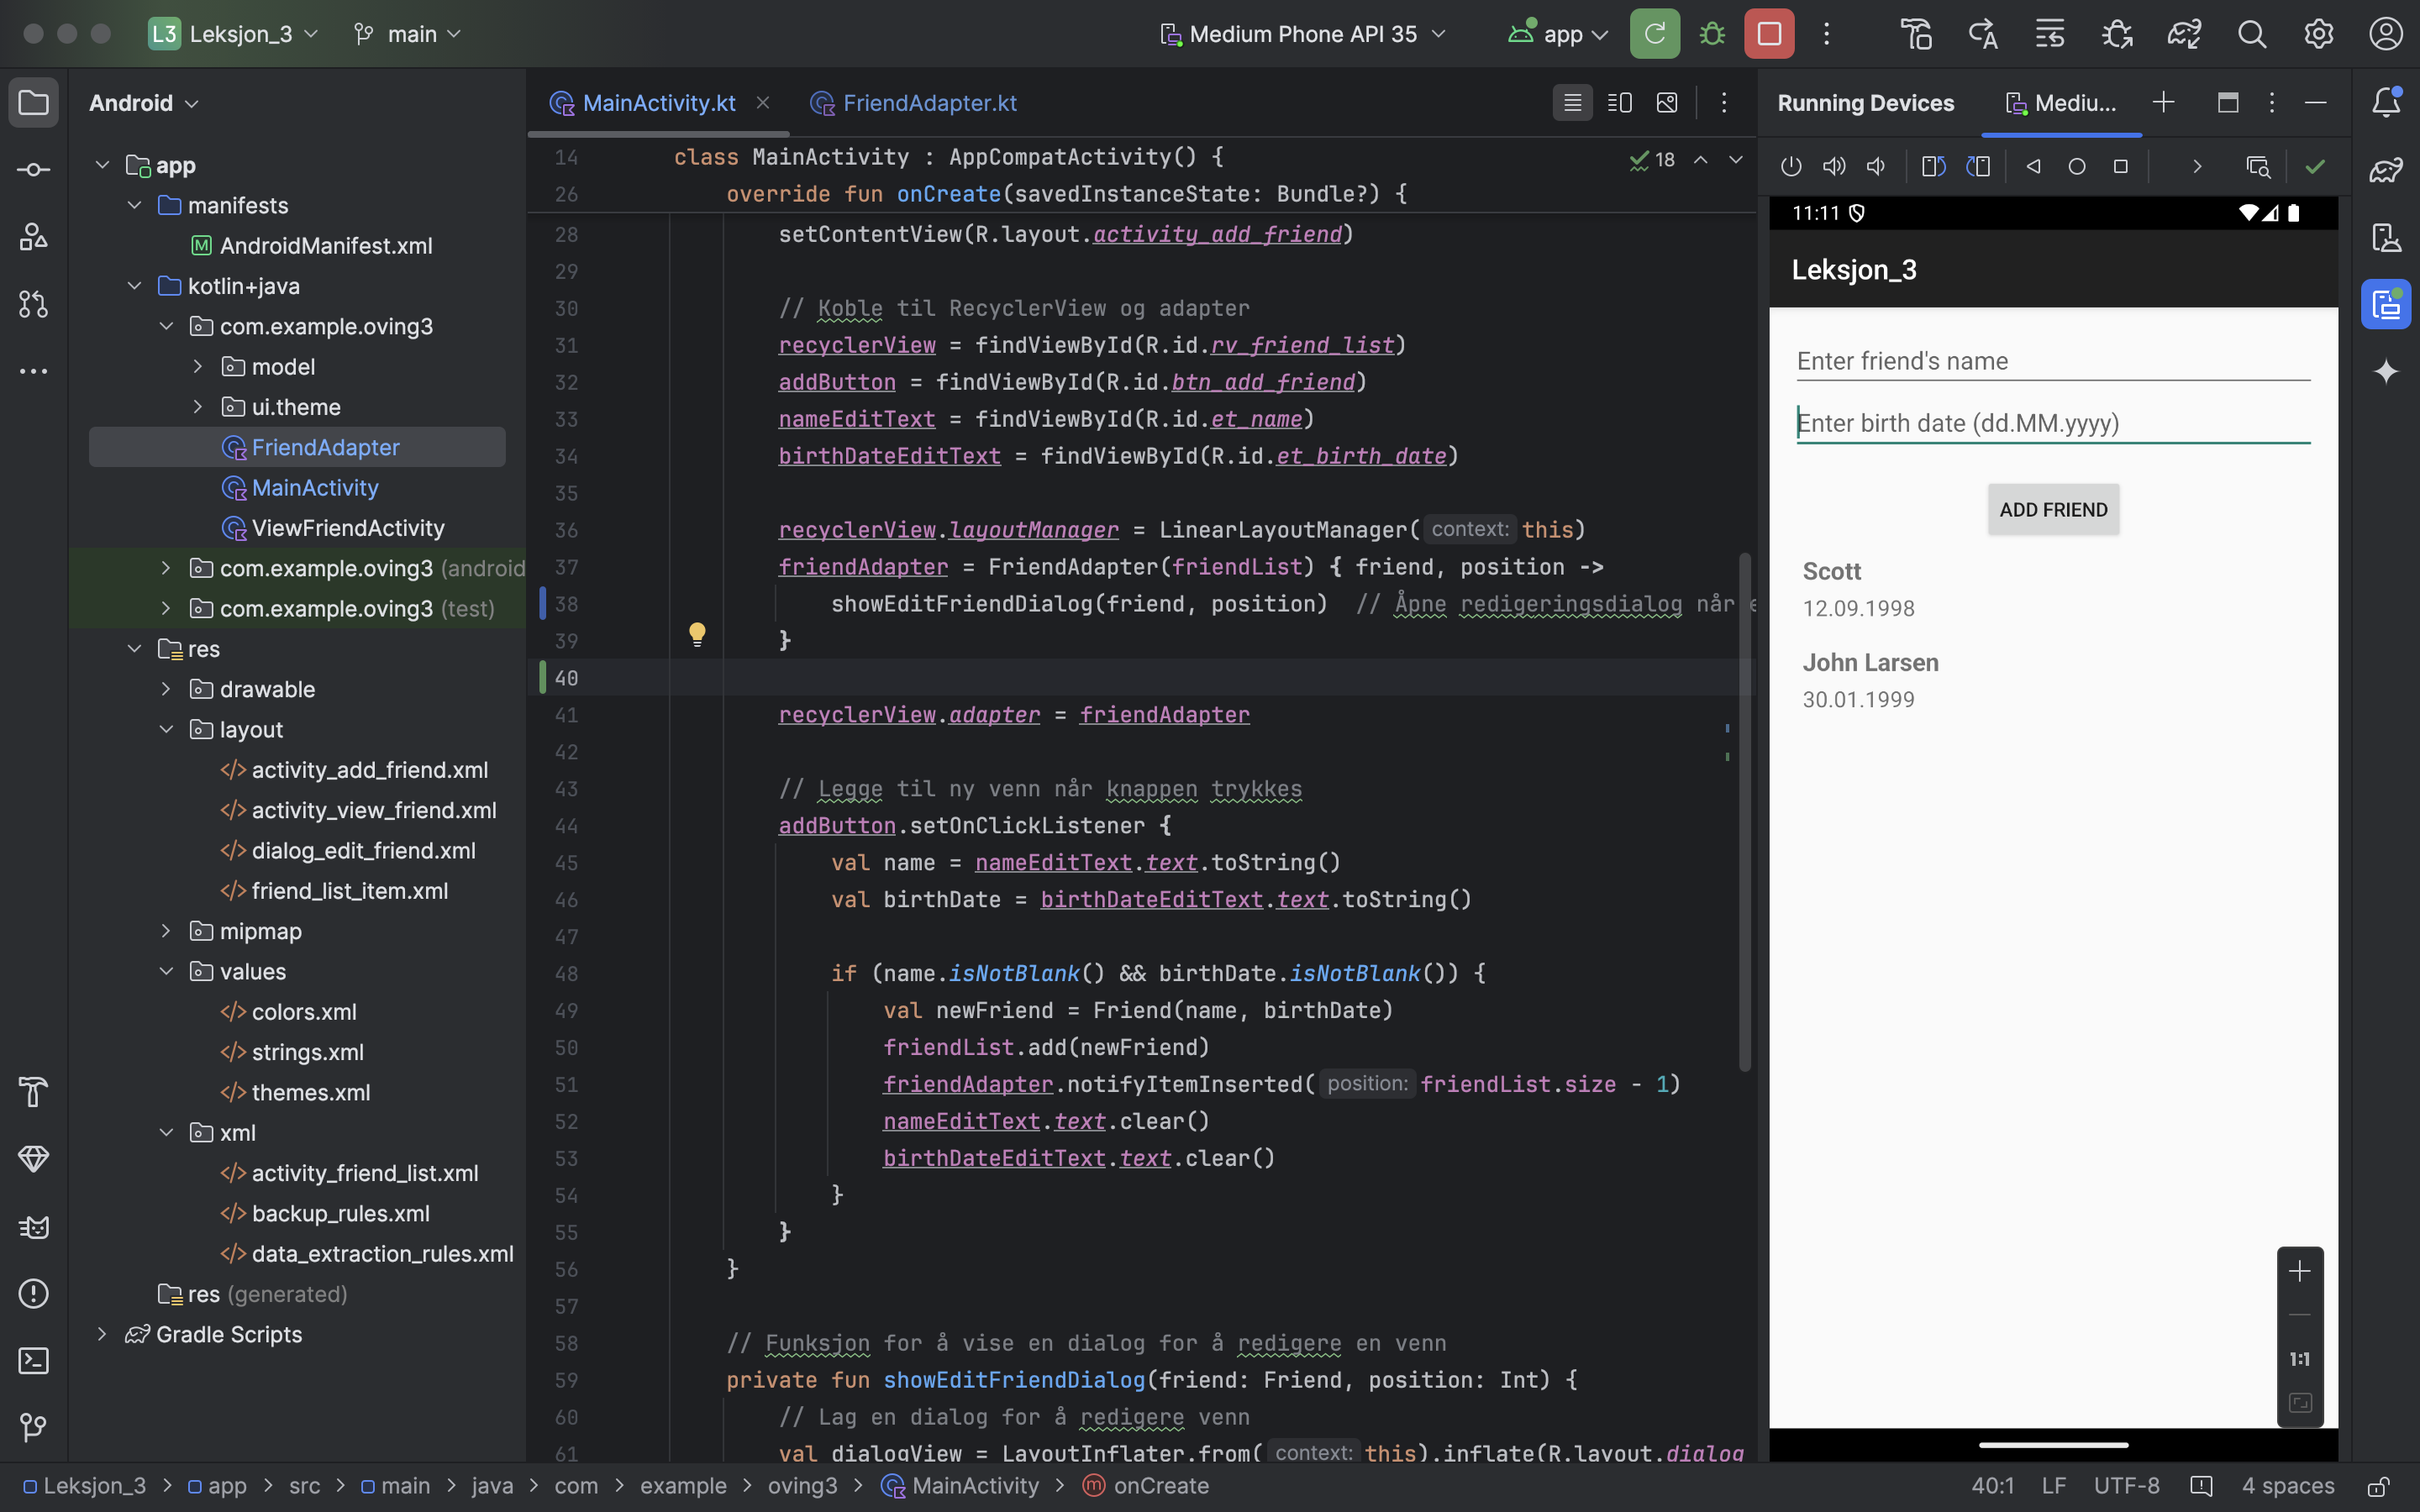 L3 Leksjon_3 main Medium Phone API 35 app
Android
app
manifests
M AndroidManifest.xml
kotlin+java
com.example.oving3
model
ui.theme
FriendAdapter
MainActivity
ViewFriendActivity
com.example.oving3 (android
com.example.oving3 (test)
res
drawable
layout
</> activity_add_friend.xml
</> activity_view_friend.xml
</> dialog_edit_friend.xml
</> friend_list_item.xml
mipmap
values
</> colors.xml
</> strings.xml
</> themes.xml
xml
</> activity_friend_list.xml
</> backup_rules.xml
</> data_extraction_rules.xml
res (generated)
Gradle Scripts
MainActivity.kt FriendAdapter.kt
14 class MainActivity : AppCompatActivity() { 18
26 override fun onCreate(savedInstanceState: Bundle?) {
28 setContentView(R.layout.activity_add_friend)
29
30 // Koble til RecyclerView og adapter
31 recyclerView = findViewById(R.id.rv_friend_list)
32 addButton = findViewById(R.id.btn_add_friend)
33 nameEditText = findViewById(R.id.et_name)
34 birthDateEditText = findViewById(R.id.et_birth_date)
35
36 recyclerView.layoutManager = LinearLayoutManager( context: this)
37 friendAdapter = FriendAdapter(friendList) { friend, position ->
38 showEditFriendDialog(friend, position) // Åpne redigeringsdialog når
39 }
40
41 recyclerView.adapter = friendAdapter
42
43 // Legge til ny venn når knappen trykkes
44 addButton.setOnClickListener {
45 val name = nameEditText.text.toString()
46 val birthDate = birthDateEditText.text.toString()
47
48 if (name.isNotBlank() && birthDate.isNotBlank()) {
49 val newFriend = Friend(name, birthDate)
50 friendList.add(newFriend)
51 friendAdapter.notifyItemInserted( position: friendList.size - 1)
52 nameEditText.text.clear()
53 birthDateEditText.text.clear()
54 }
55 }
56 }
57
58 // Funksjon for å vise en dialog for å redigere en venn
59 private fun showEditFriendDialog(friend: Friend, position: Int) {
60 // Lag en dialog for å redigere venn
61 val dialogView = LayoutInflater.from( context: this).inflate(R.layout.dialog
Running Devices Mediu...
11:11
Leksjon_3
Enter friend's name
Enter birth date (dd.MM.yyyy)
ADD FRIEND
Scott
12.09.1998
John Larsen
30.01.1999
1:1
Leksjon_3 > app > src > main > java > com > example > oving3 > MainActivity > m onCreate 40:1 LF UTF-8 4 spaces